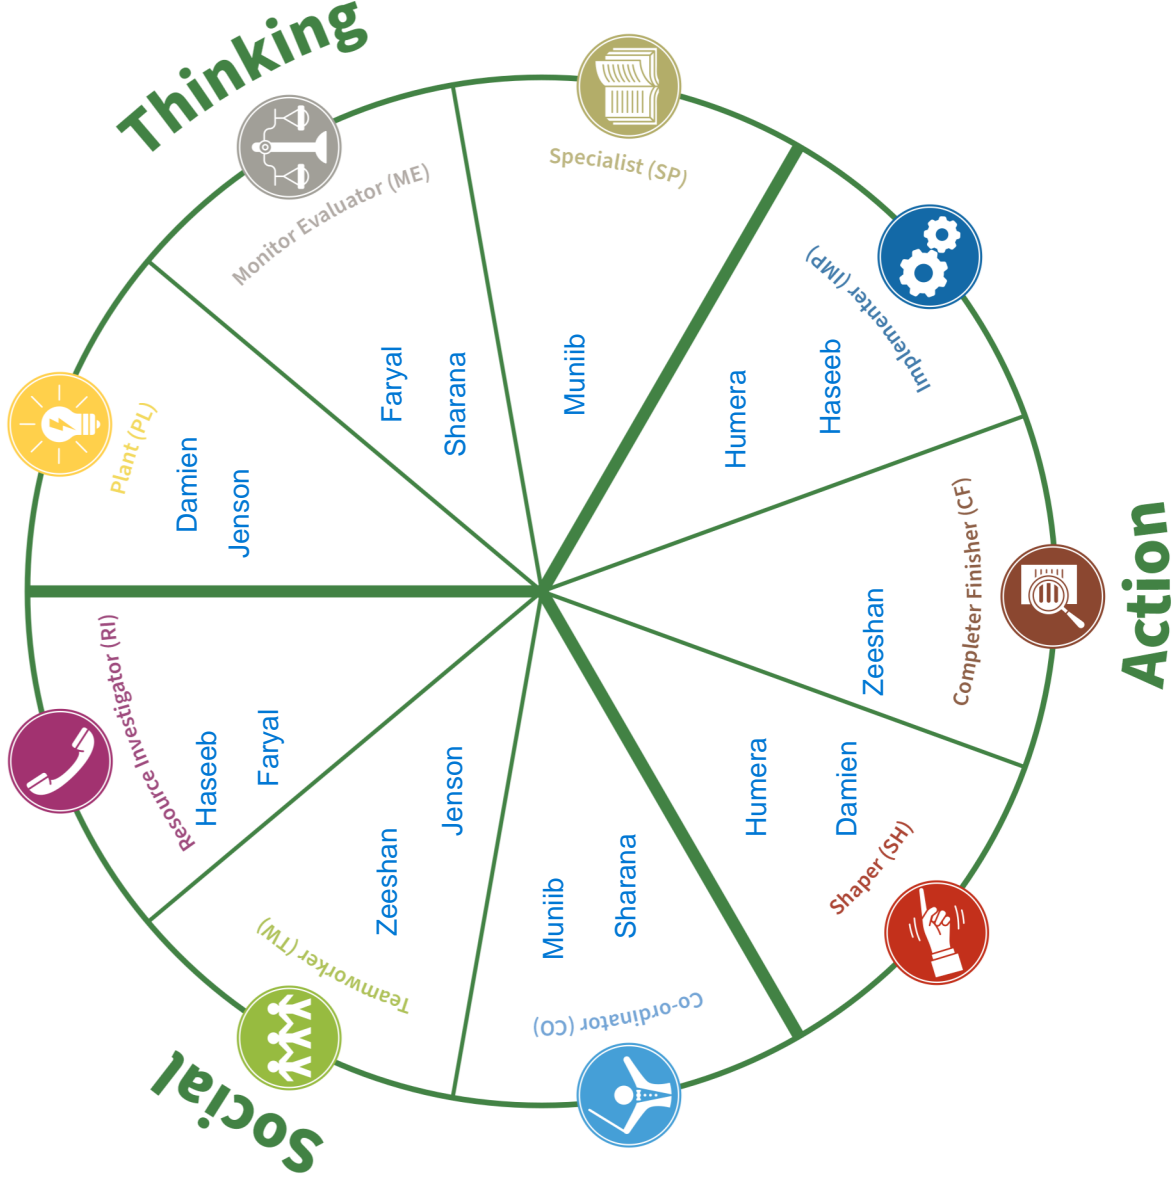 Thinking
Specialist (SP)
Muniib
Monitor Evaluator (ME)
Faryal
Sharana
Plant (PL)
Damien
Jenson
Implementer (IMP)
Humera
Haseeb
Action
Completer Finisher (CF)
Zeeshan
Shaper (SH)
Humera
Damien
Social
Resource Investigator (RI)
Haseeb
Faryal
Teamworker (TW)
Zeeshan
Jenson
Co-ordinator (CO)
Muniib
Sharana